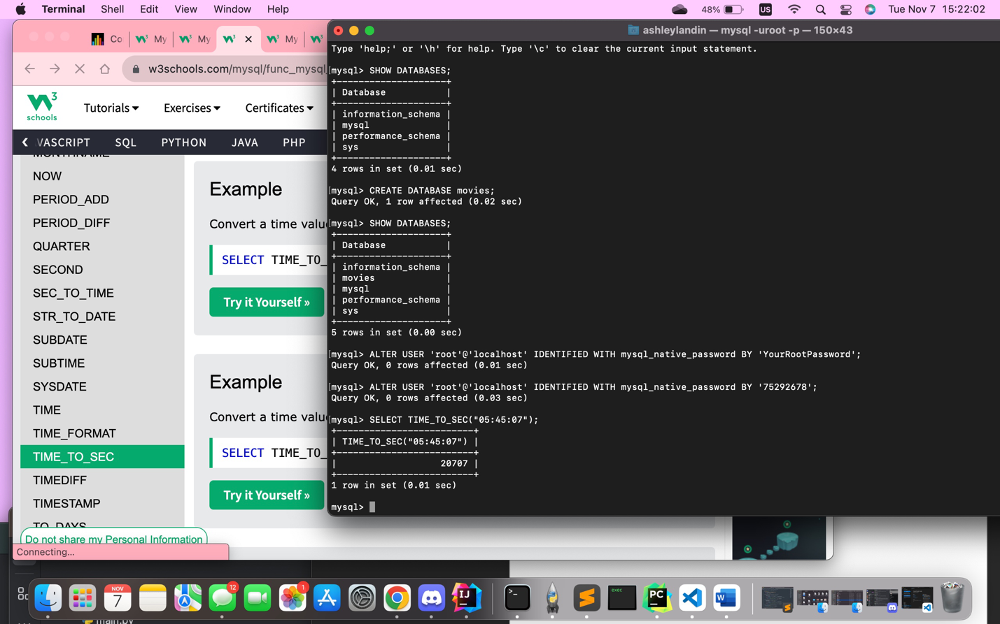 Terminal Shell Edit View Window Help 48% US Tue Nov 7 15:22:02
Co My My My
w3schools.com/mysql/func_mysql_
3
schools
Tutorials Exercises Certificates
VASCRIPT SQL PYTHON JAVA PHP
MONTHNAME
NOW
PERIOD_ADD
PERIOD_DIFF
QUARTER
SECOND
SEC_TO_TIME
STR_TO_DATE
SUBDATE
SUBTIME
SYSDATE
TIME
TIME_FORMAT
TIME_TO_SEC
TIMEDIFF
TIMESTAMP
TO_DAYS
Do not share my Personal Information
Connecting...
Example
Convert a time valu
SELECT TIME_TO_
Try it Yourself »
Example
Convert a time valu
SELECT TIME_TO_
Try it Yourself »
ashleylandin — mysql -uroot -p — 150×43
Type 'help;' or '\h' for help. Type '\c' to clear the current input statement.
[mysql> SHOW DATABASES;
+--------------------+
| Database           |
+--------------------+
| information_schema |
| mysql              |
| performance_schema |
| sys                |
+--------------------+
4 rows in set (0.01 sec)
[mysql> CREATE DATABASE movies;
Query OK, 1 row affected (0.02 sec)
[mysql> SHOW DATABASES;
+--------------------+
| Database           |
+--------------------+
| information_schema |
| movies             |
| mysql              |
| performance_schema |
| sys                |
+--------------------+
5 rows in set (0.00 sec)
[mysql> ALTER USER 'root'@'localhost' IDENTIFIED WITH mysql_native_password BY 'YourRootPassword';
Query OK, 0 rows affected (0.01 sec)
[mysql> ALTER USER 'root'@'localhost' IDENTIFIED WITH mysql_native_password BY '75292678';
Query OK, 0 rows affected (0.03 sec)
[mysql> SELECT TIME_TO_SEC("05:45:07");
+-------------------------+
| TIME_TO_SEC("05:45:07") |
+-------------------------+
|                   20707 |
+-------------------------+
1 row in set (0.01 sec)
mysql>
NOV
7
12
1
IJ
>_
exec
PC
W
main.py